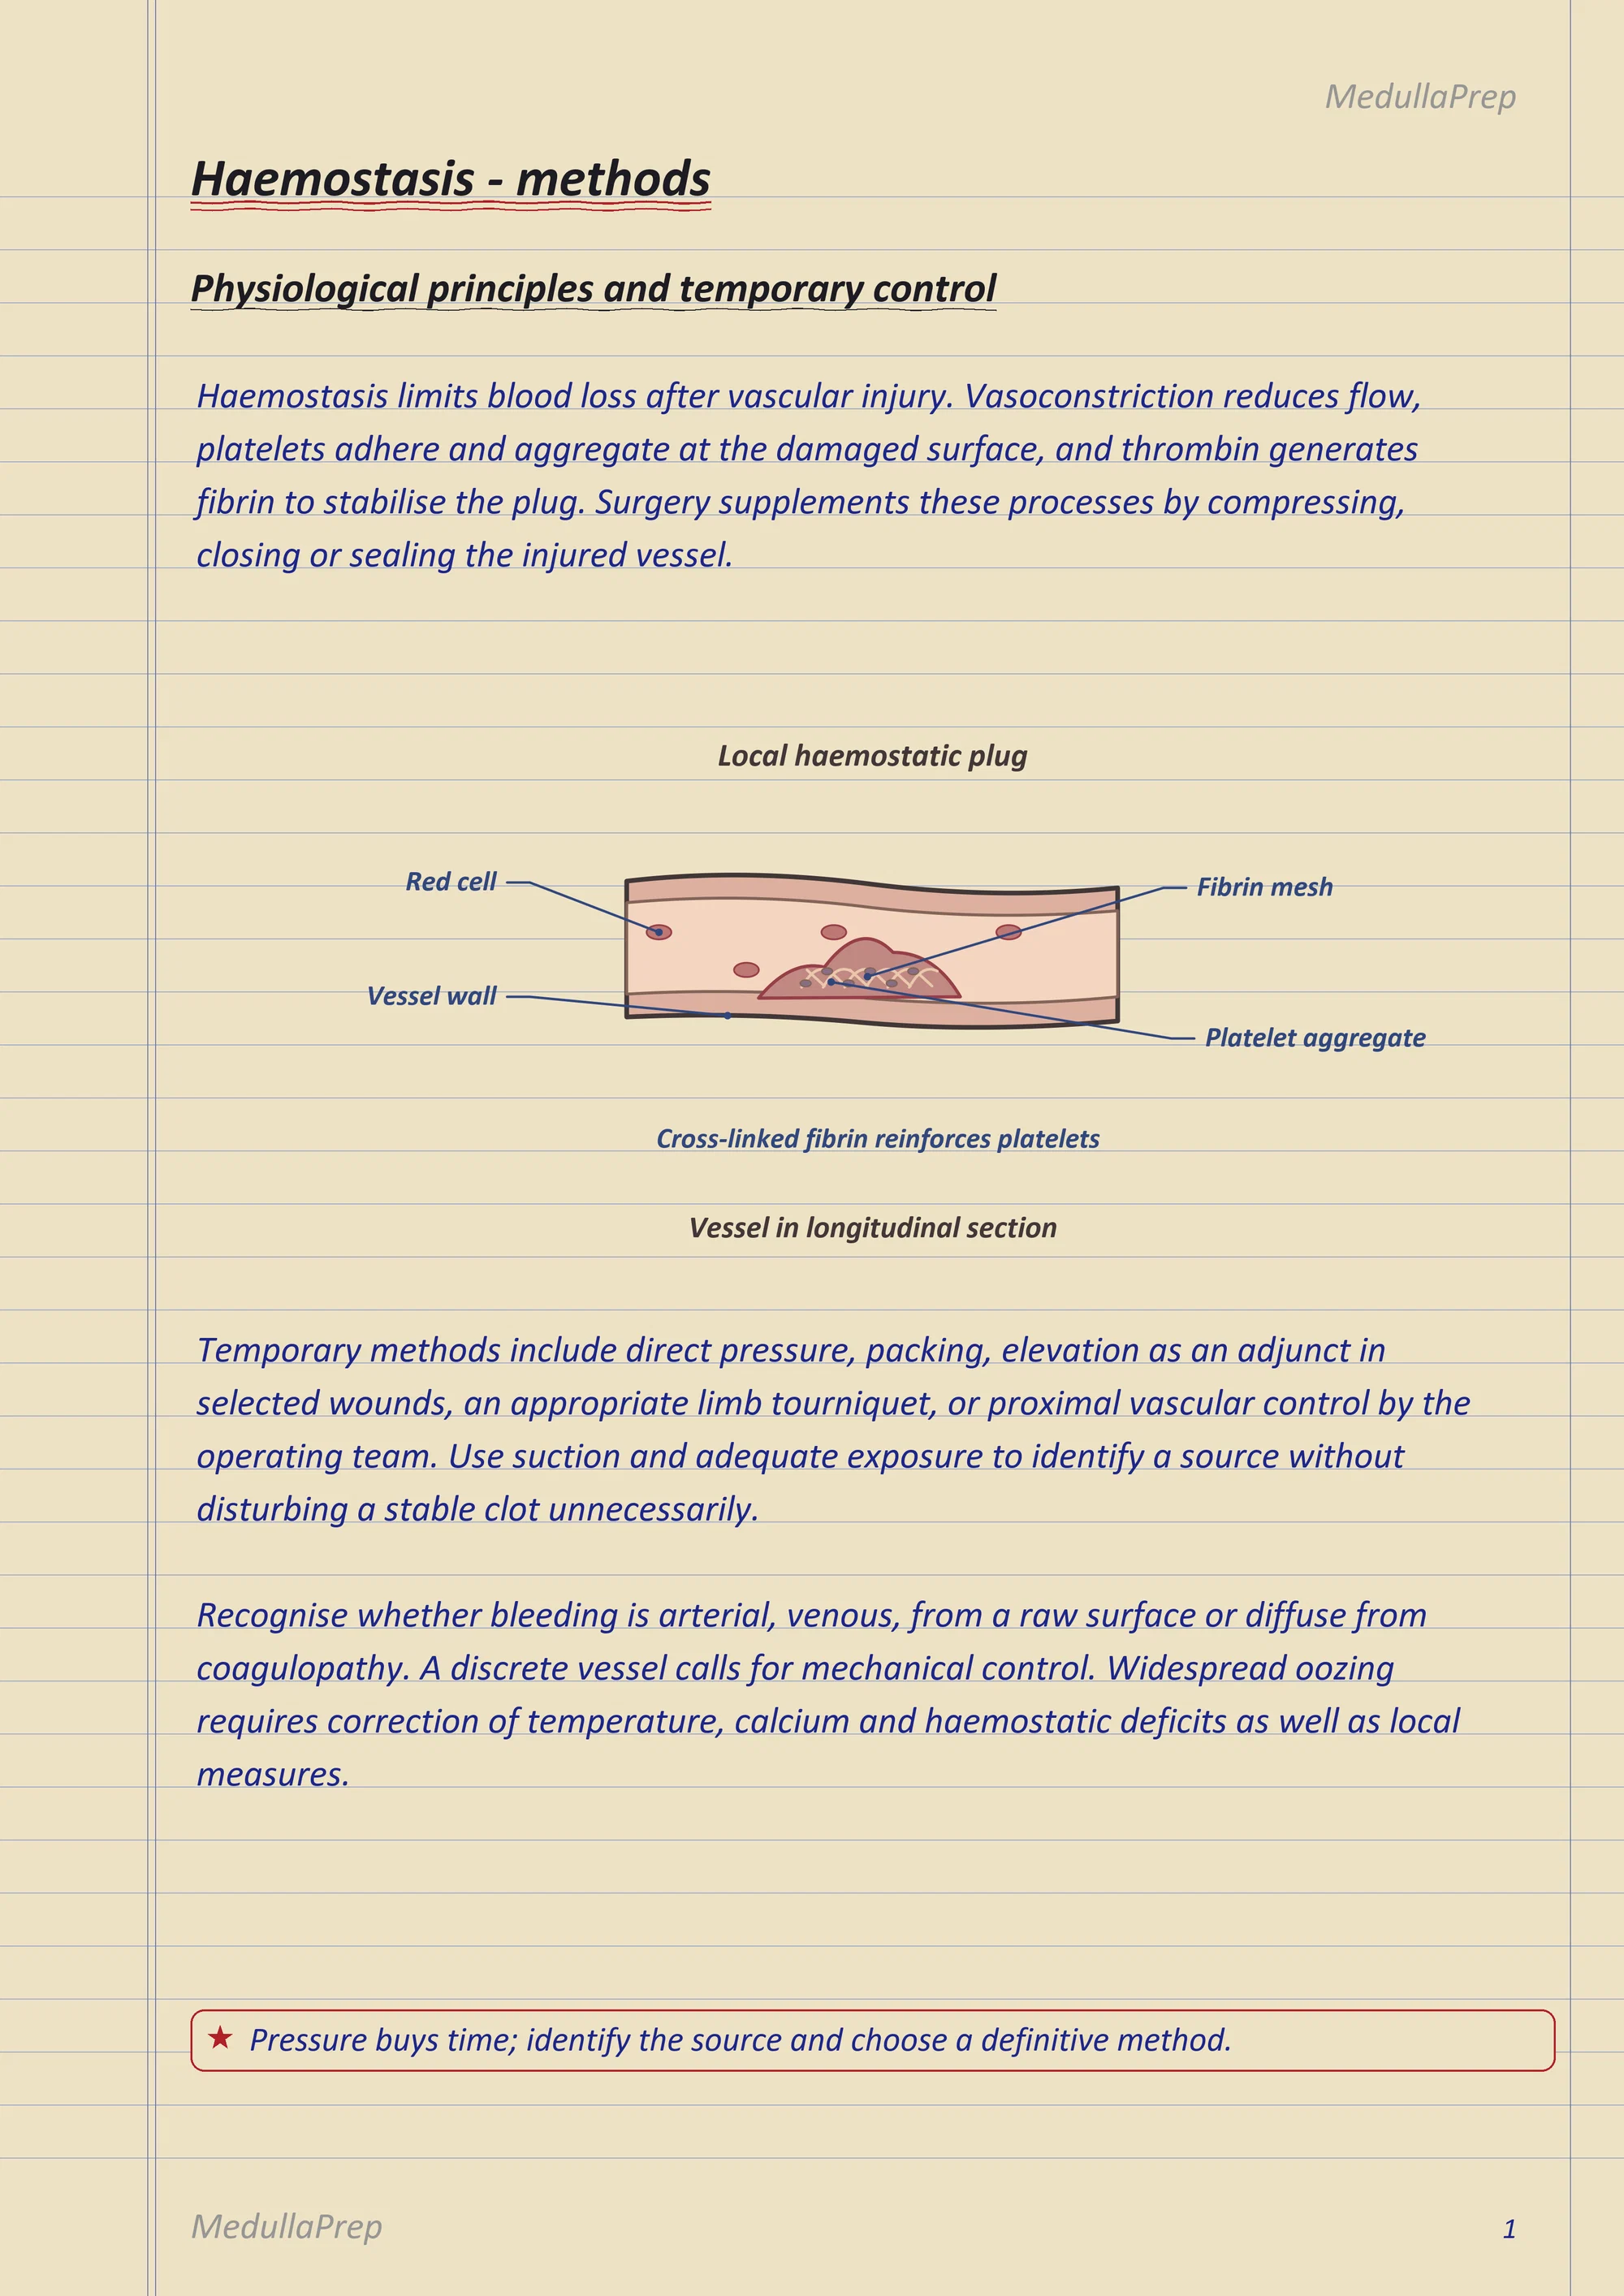 MedullaPrep
Haemostasis - methods
Physiological principles and temporary control
Haemostasis limits blood loss after vascular injury. Vasoconstriction reduces flow,
platelets adhere and aggregate at the damaged surface, and thrombin generates
fibrin to stabilise the plug. Surgery supplements these processes by compressing,
closing or sealing the injured vessel.
Local haemostatic plug
Red cell
Fibrin mesh
Vessel wall
Platelet aggregate
Cross-linked fibrin reinforces platelets
Vessel in longitudinal section
Temporary methods include direct pressure, packing, elevation as an adjunct in
selected wounds, an appropriate limb tourniquet, or proximal vascular control by the
operating team. Use suction and adequate exposure to identify a source without
disturbing a stable clot unnecessarily.
Recognise whether bleeding is arterial, venous, from a raw surface or diffuse from
coagulopathy. A discrete vessel calls for mechanical control. Widespread oozing
requires correction of temperature, calcium and haemostatic deficits as well as local
measures.
★ Pressure buys time; identify the source and choose a definitive method.
MedullaPrep
1